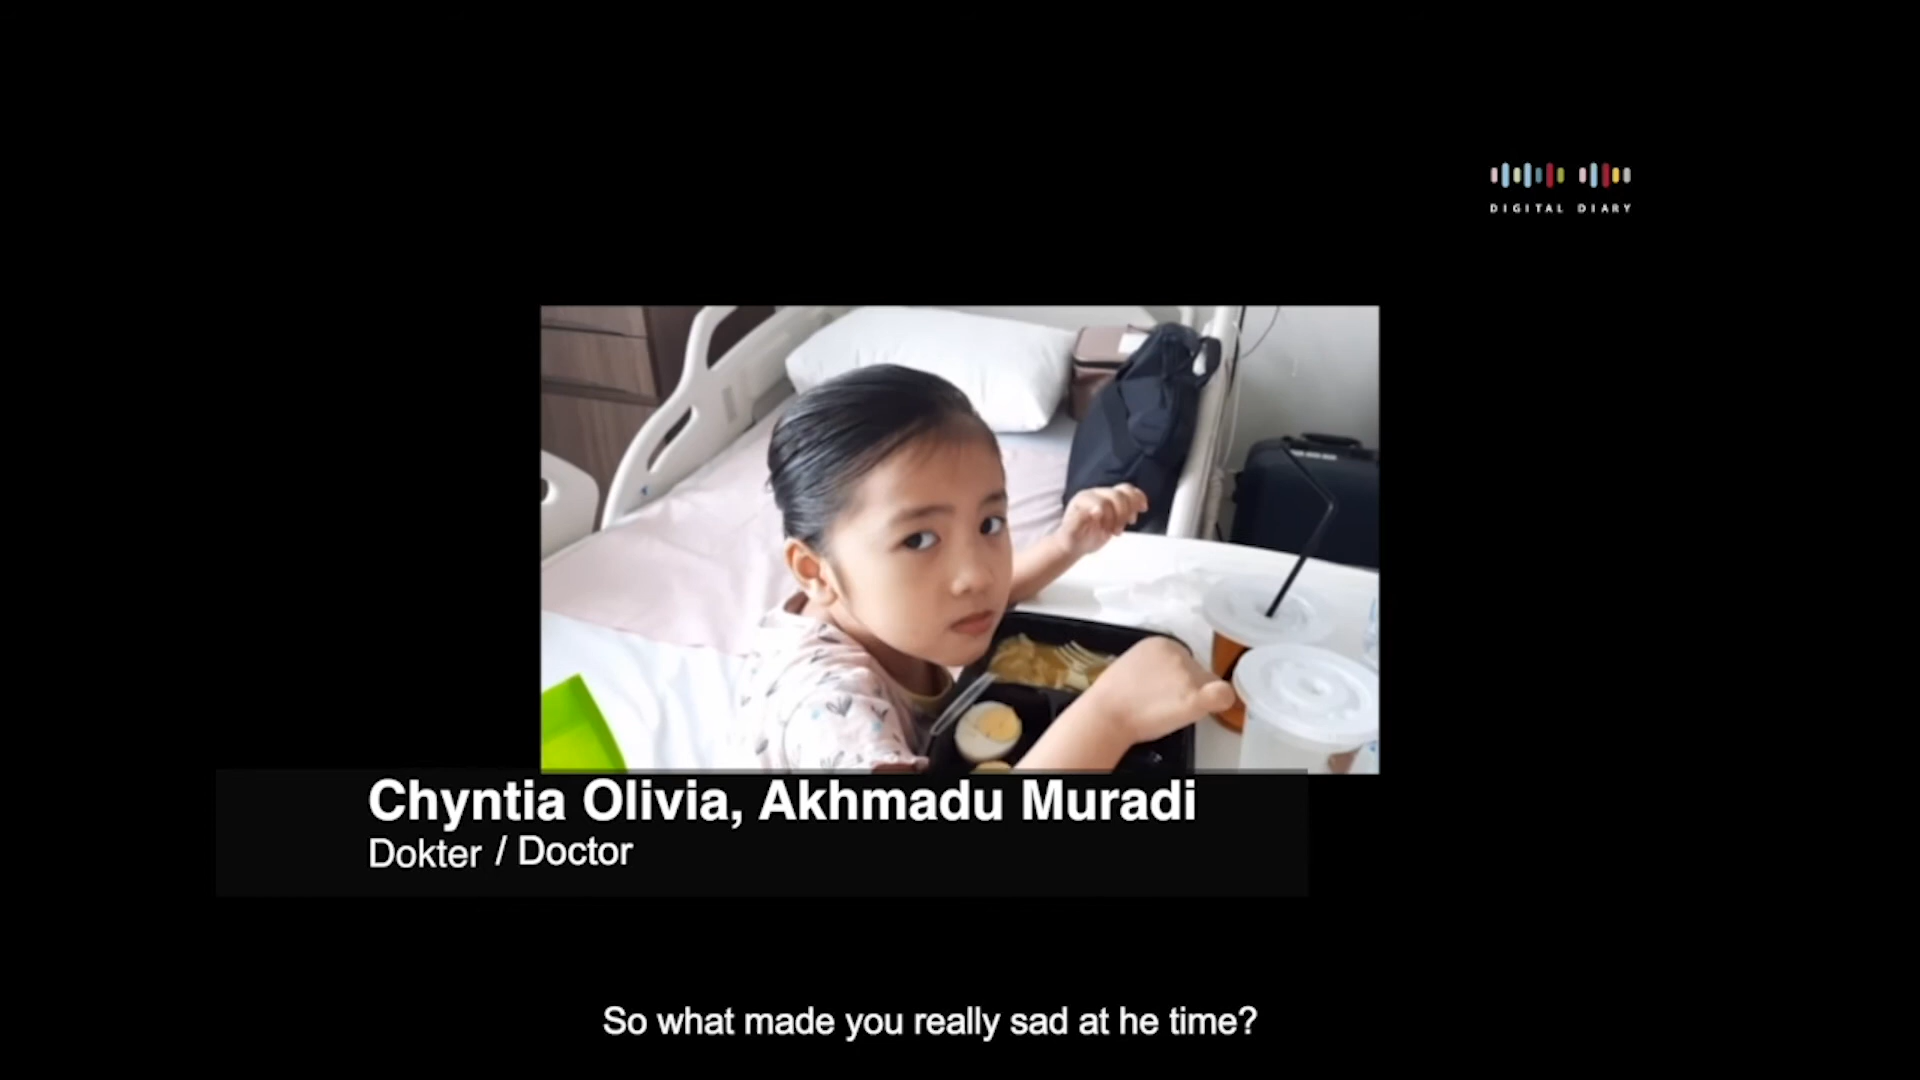 DIGITAL DIARY
Chyntia Olivia, Akhmadu Muradi
Dokter / Doctor
So what made you really sad at he time?